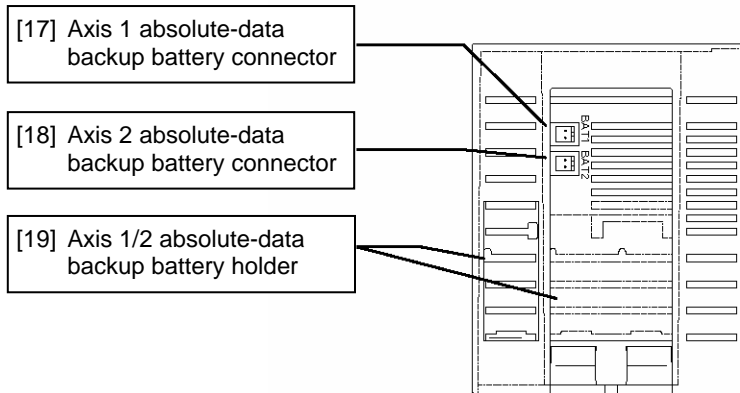 [17] Axis 1 absolute-data
backup battery connector
[18] Axis 2 absolute-data
backup battery connector
[19] Axis 1/2 absolute-data
backup battery holder
BAT1
BAT2